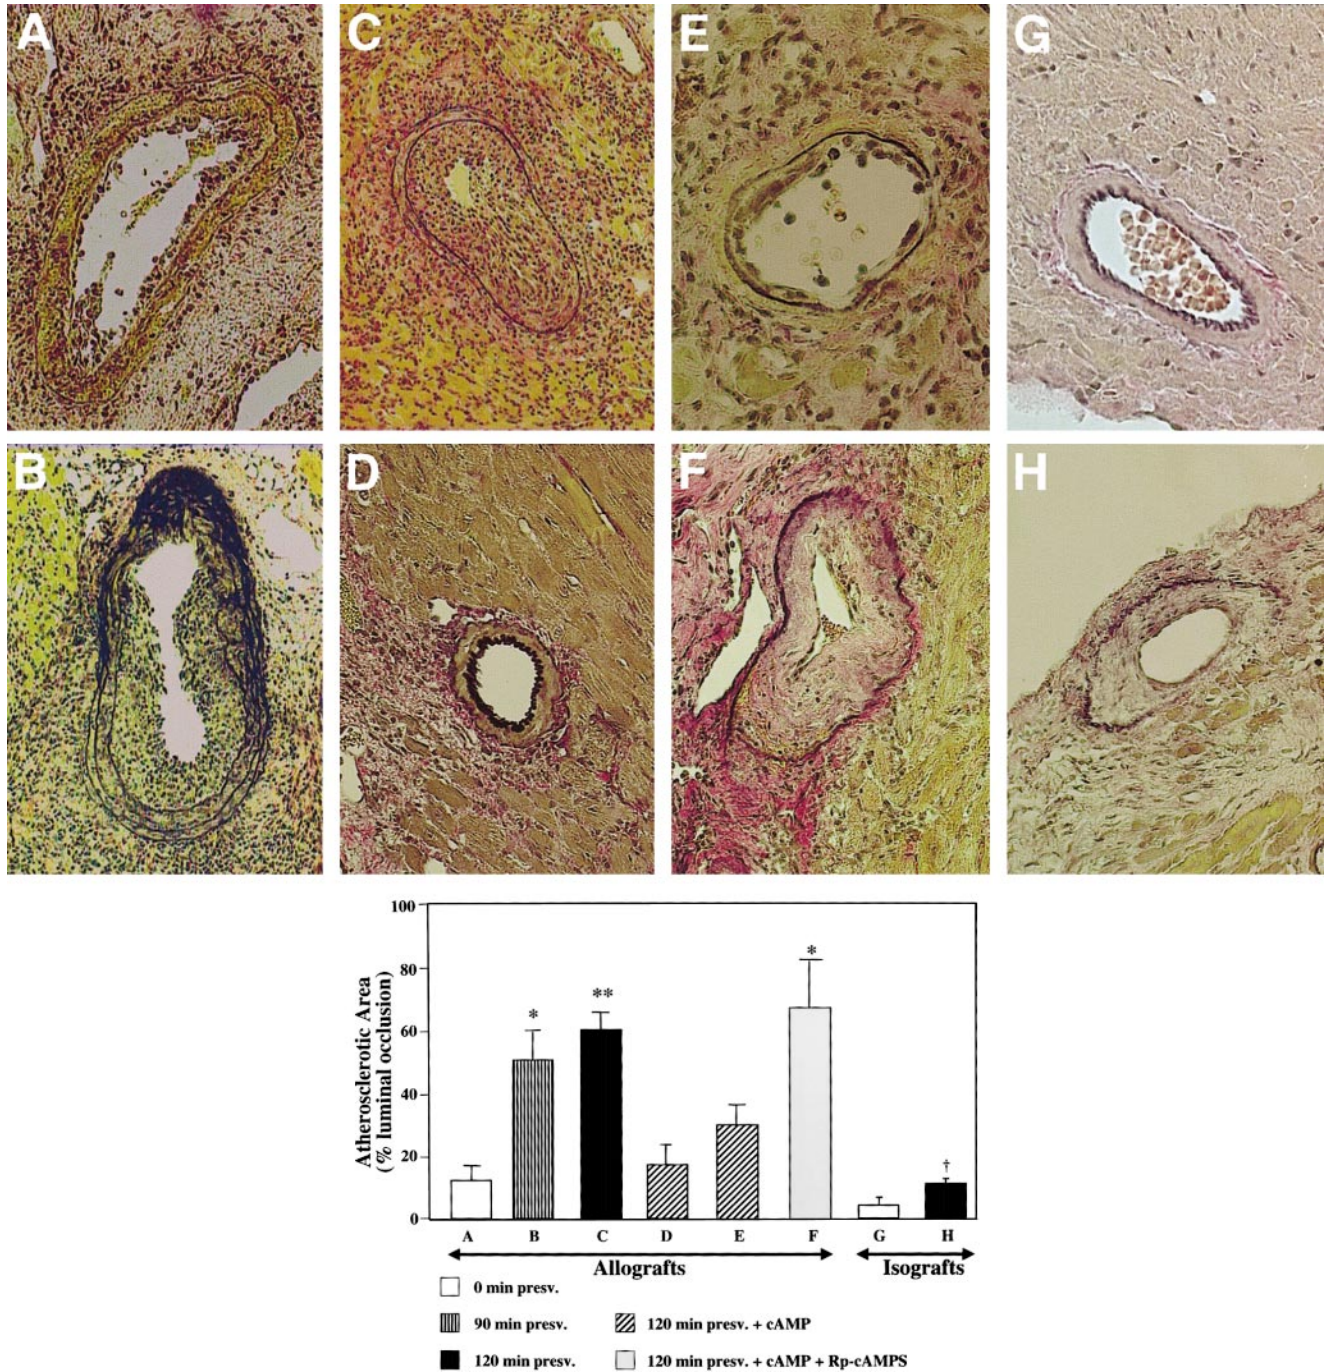 A C E G
B D F H
Atherosclerotic Area
(% luminal occlusion)
100
80
60
40
20
0
*
**
*
†
A B C D E F G H
Allografts Isografts
0 min presv.
90 min presv. 120 min presv. + cAMP
120 min presv. 120 min presv. + cAMP + Rp-cAMPS